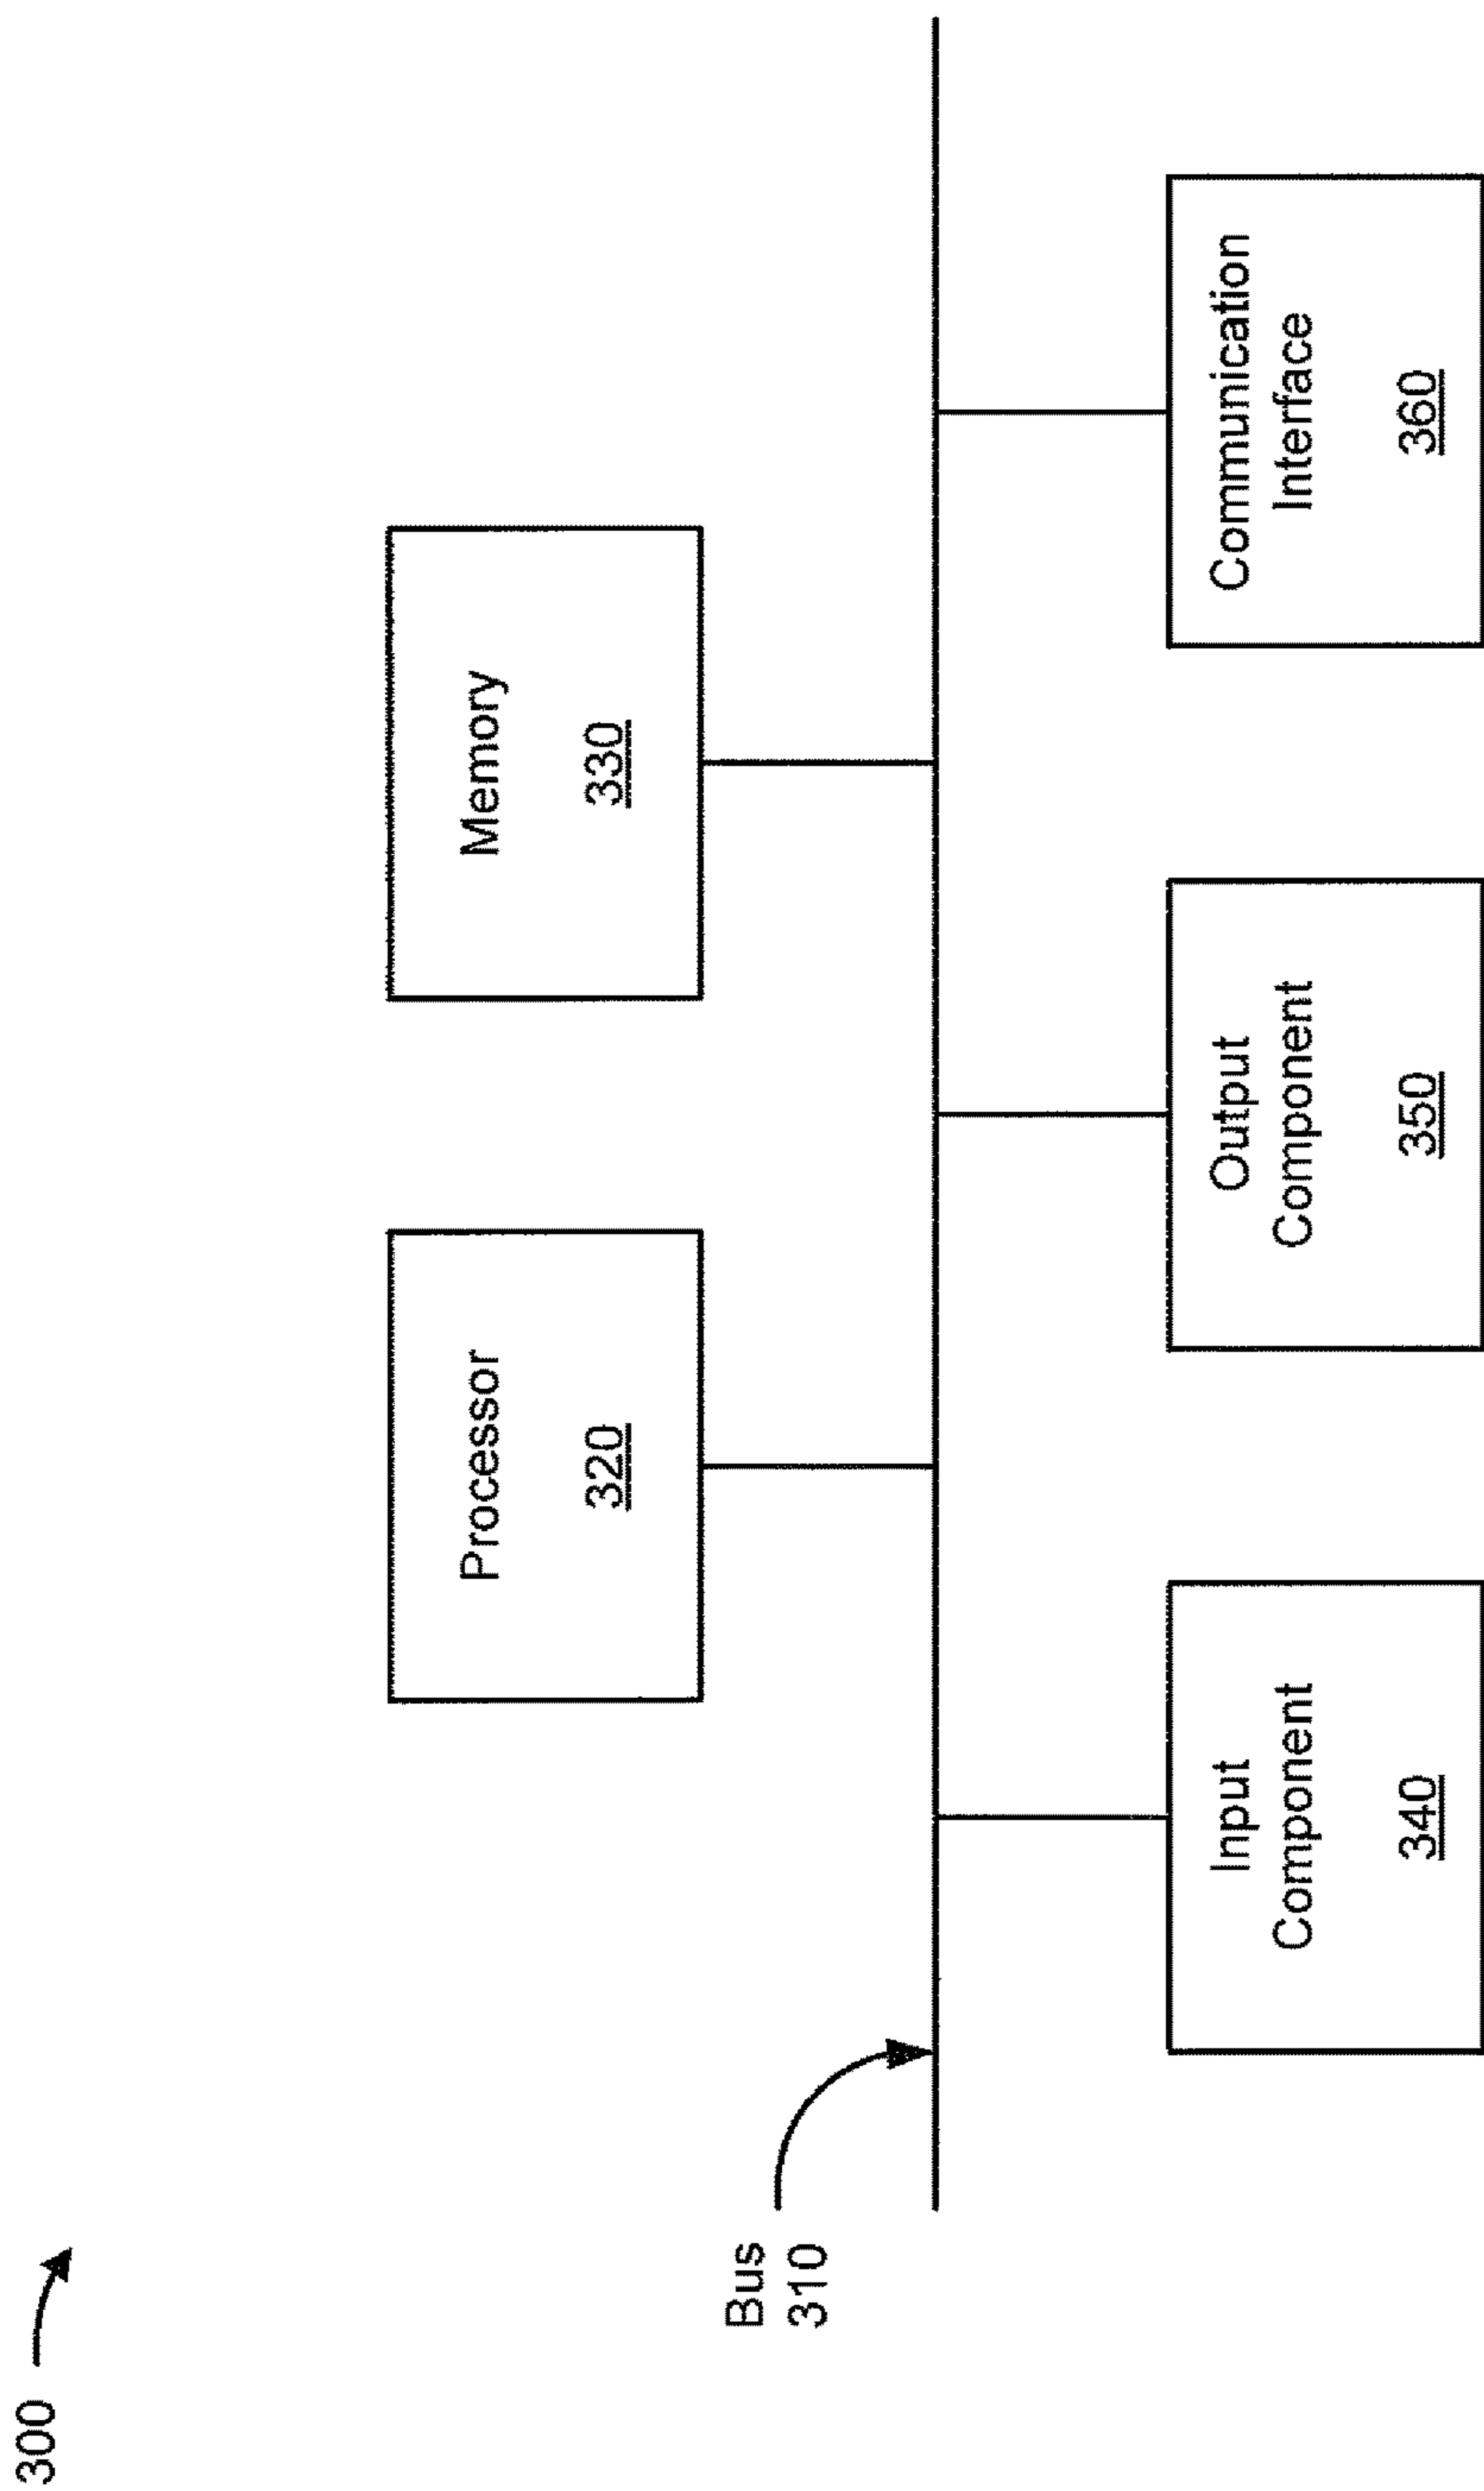 300
Bus
310
Processor
320
Memory
330
Input
Component
340
Output
Component
350
Communication
Interface
360